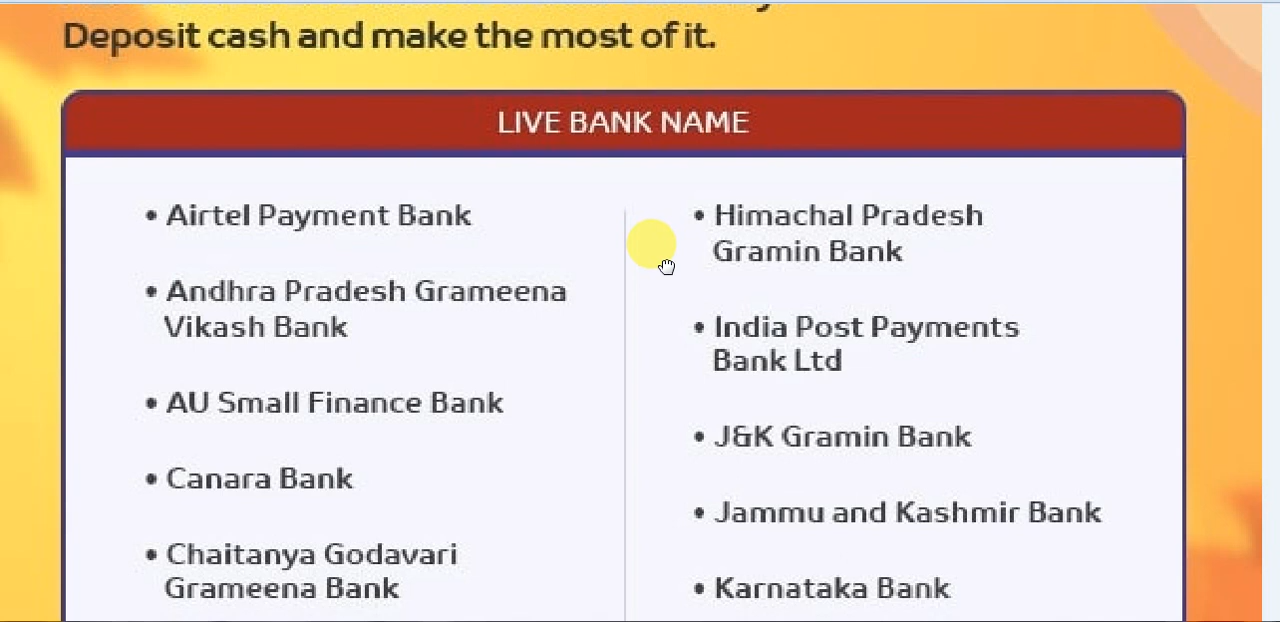 Deposit cash and make the most of it.
LIVE BANK NAME
• Airtel Payment Bank
• Andhra Pradesh Grameena
Vikash Bank
• AU Small Finance Bank
• Canara Bank
• Chaitanya Godavari
Grameena Bank
• Himachal Pradesh
Gramin Bank
• India Post Payments
Bank Ltd
• J&K Gramin Bank
• Jammu and Kashmir Bank
• Karnataka Bank